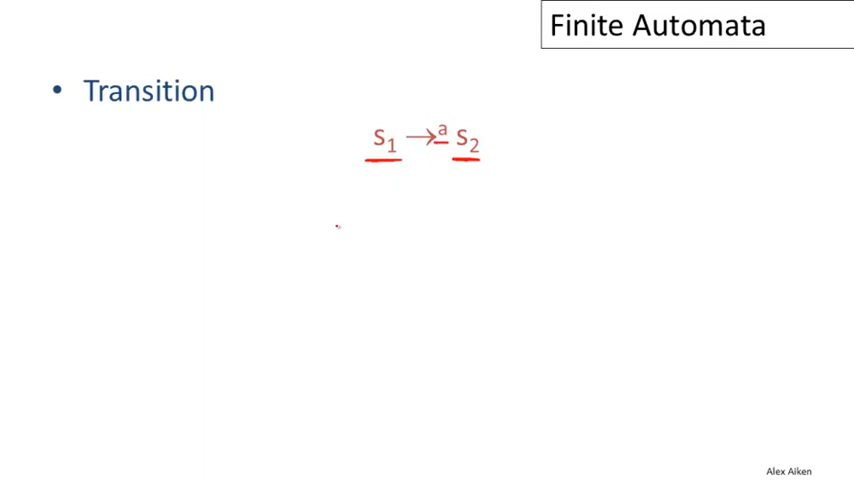 Finite Automata
• Transition
s₁ →ᵃ s₂
Alex Aiken